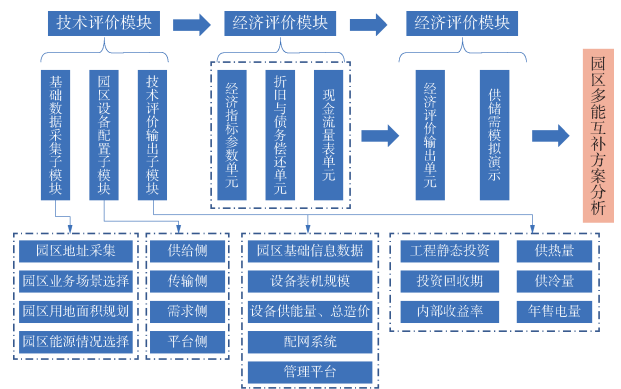 技术评价模块
经济评价模块
经济评价模块
基础数据采集子模块
园区设备配置子模块
技术评价输出子模块
经济指标参数单元
折旧与债务偿还单元
现金流量表单元
经济评价输出单元
供储需模拟演示
园区多能互补方案分析
园区地址采集
园区业务场景选择
园区用地面积规划
园区能源情况选择
供给侧
传输侧
需求侧
平台侧
园区基础信息数据
设备装机规模
设备供能量、总造价
配网系统
管理平台
工程静态投资
投资回收期
内部收益率
供热量
供冷量
年售电量